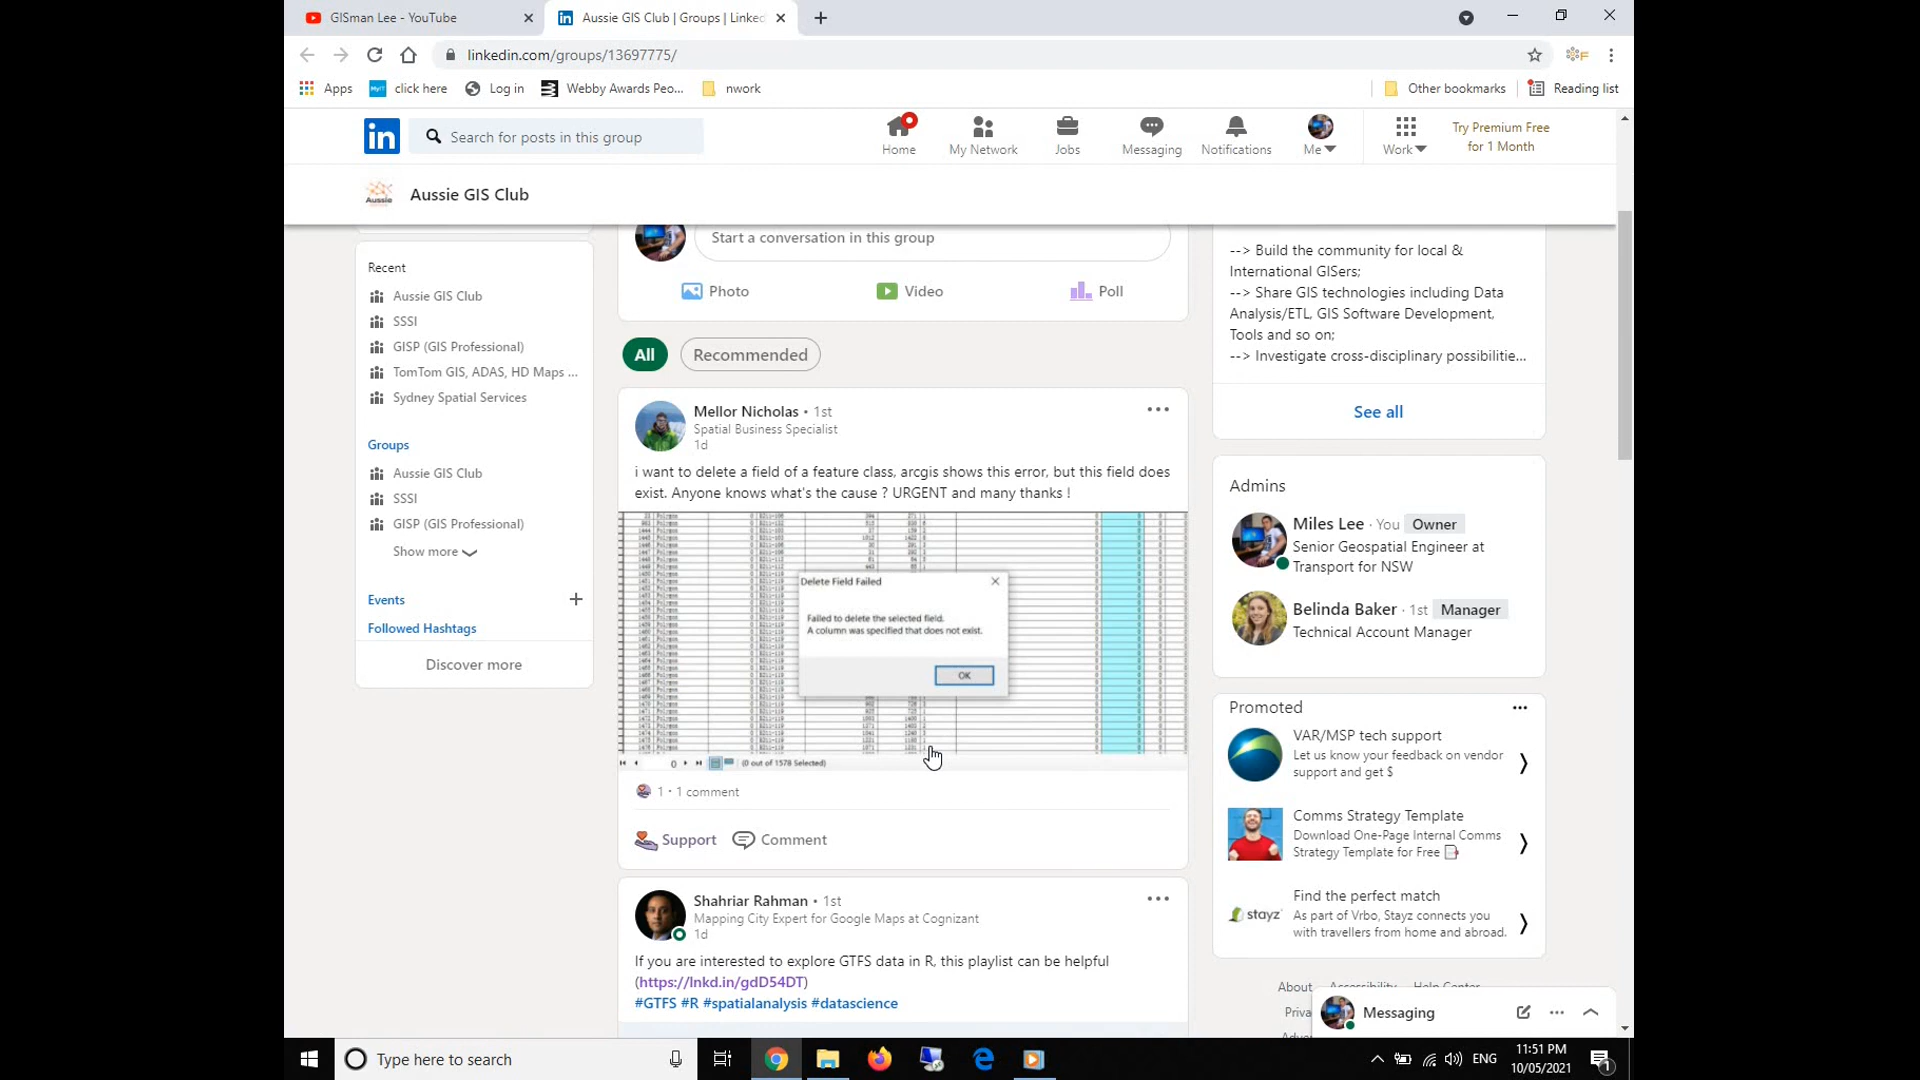 GISman Lee - YouTube
Aussie GIS Club | Groups | Linke
linkedin.com/groups/13697775/
Apps
click here
Log in
Webby Awards Peo...
nwork
Other bookmarks
Reading list
in
Search for posts in this group
Home
My Network
Jobs
Messaging
Notifications
Me
Work
Try Premium Free
for 1 Month
Aussie
Aussie GIS Club
Recent
Aussie GIS Club
SSSI
GISP (GIS Professional)
TomTom GIS, ADAS, HD Maps ...
Sydney Spatial Services
Groups
Aussie GIS Club
SSSI
GISP (GIS Professional)
Show more
Events
Followed Hashtags
Discover more
Start a conversation in this group
Photo
Video
Poll
All
Recommended
Mellor Nicholas • 1st
Spatial Business Specialist
1d
i want to delete a field of a feature class, arcgis shows this error, but this field does
exist. Anyone knows what's the cause ? URGENT and many thanks !
Delete Field Failed
Failed to delete the selected field.
A column was specified that does not exist.
OK
0
(0 out of 1578 Selected)
1 • 1 comment
Support
Comment
Shahriar Rahman • 1st
Mapping City Expert for Google Maps at Cognizant
1d
If you are interested to explore GTFS data in R, this playlist can be helpful
(https://lnkd.in/gdD54DT)
#GTFS #R #spatialanalysis #datascience
--> Build the community for local &
International GISers;
--> Share GIS technologies including Data
Analysis/ETL, GIS Software Development,
Tools and so on;
--> Investigate cross-disciplinary possibilitie...
See all
Admins
Miles Lee · You Owner
Senior Geospatial Engineer at
Transport for NSW
Belinda Baker · 1st Manager
Technical Account Manager
Promoted
VAR/MSP tech support
Let us know your feedback on vendor
support and get $
Comms Strategy Template
Download One-Page Internal Comms
Strategy Template for Free
stayz
Find the perfect match
As part of Vrbo, Stayz connects you
with travellers from home and abroad.
About
Accessibility
Help Center
Priva
Messaging
Type here to search
ENG
11:51 PM
10/05/2021
1